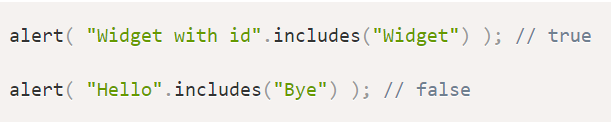 alert( "Widget with id".includes("Widget") ); // true
alert( "Hello".includes("Bye") ); // false